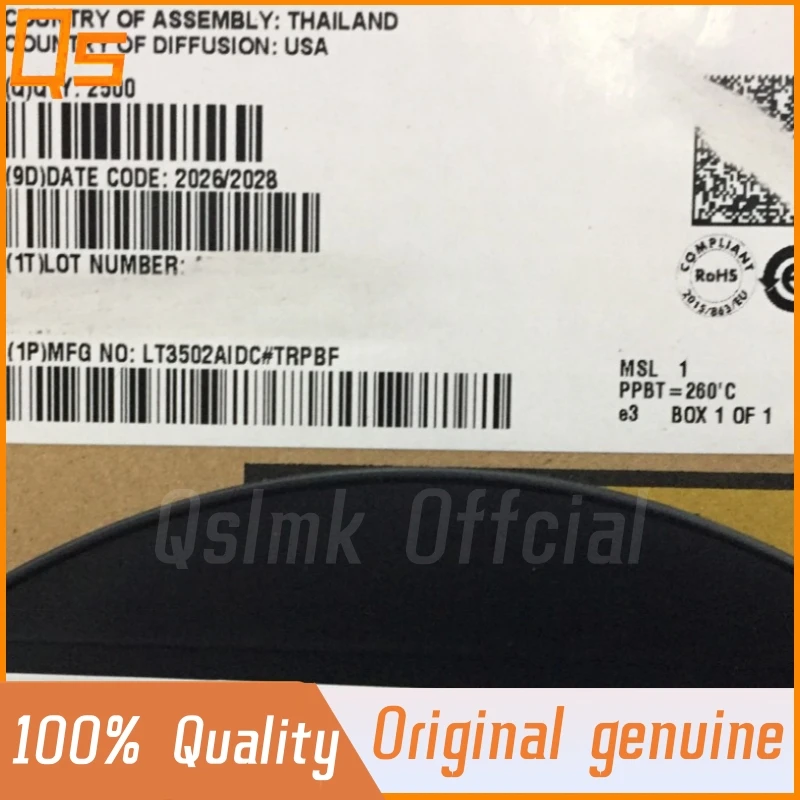 COUNTRY OF ASSEMBLY: THAILAND
COUNTRY OF DIFFUSION: USA
QS
(Q)QTY: 2500
(9D)DATE CODE: 2026/2028
(1T)LOT NUMBER:
COMPLIANT
RoHS
2015/863/EU
(1P)MFG NO: LT3502AIDC#TRPBF
MSL 1
PPBT=260°C
e3 BOX 1 OF 1
Qslmk Offcial
100% Quality
Original genuine